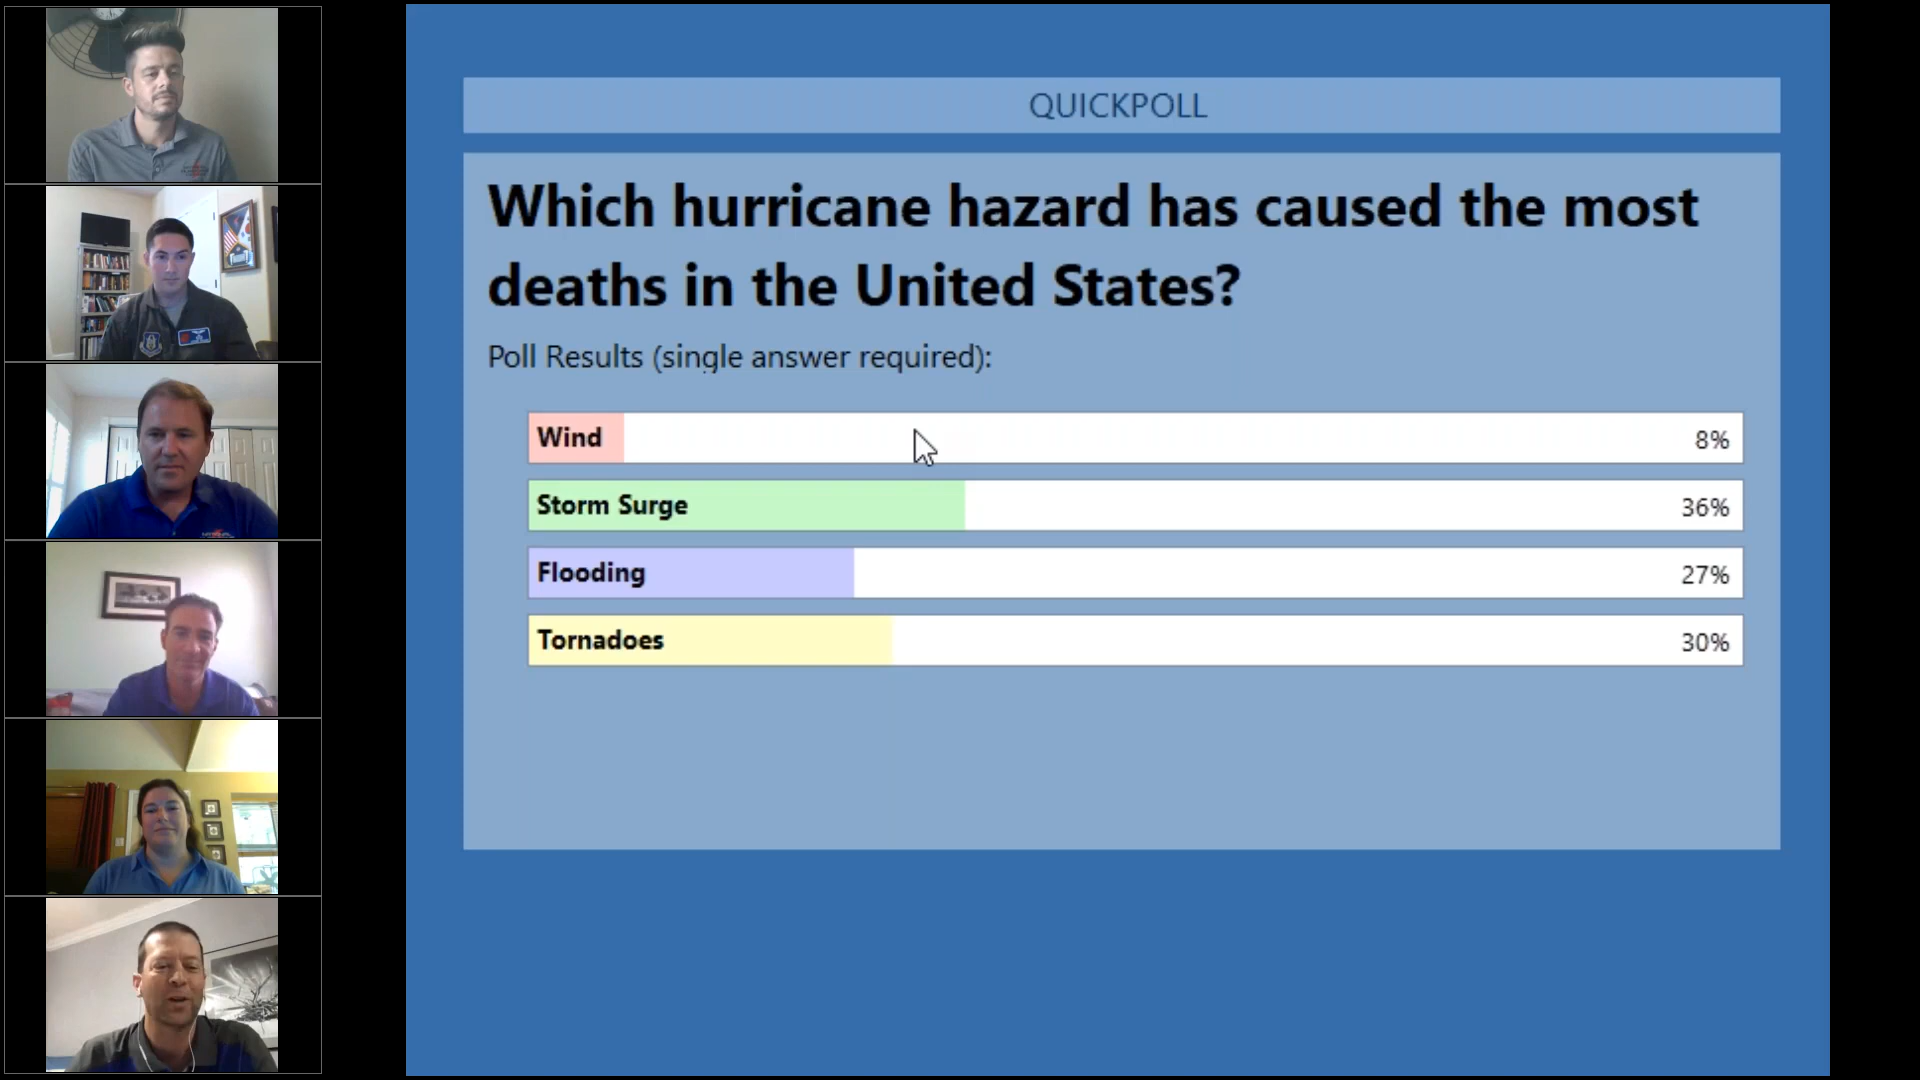 QUICKPOLL
Which hurricane hazard has caused the most
deaths in the United States?
Poll Results (single answer required):
Wind 8%
Storm Surge 36%
Flooding 27%
Tornadoes 30%